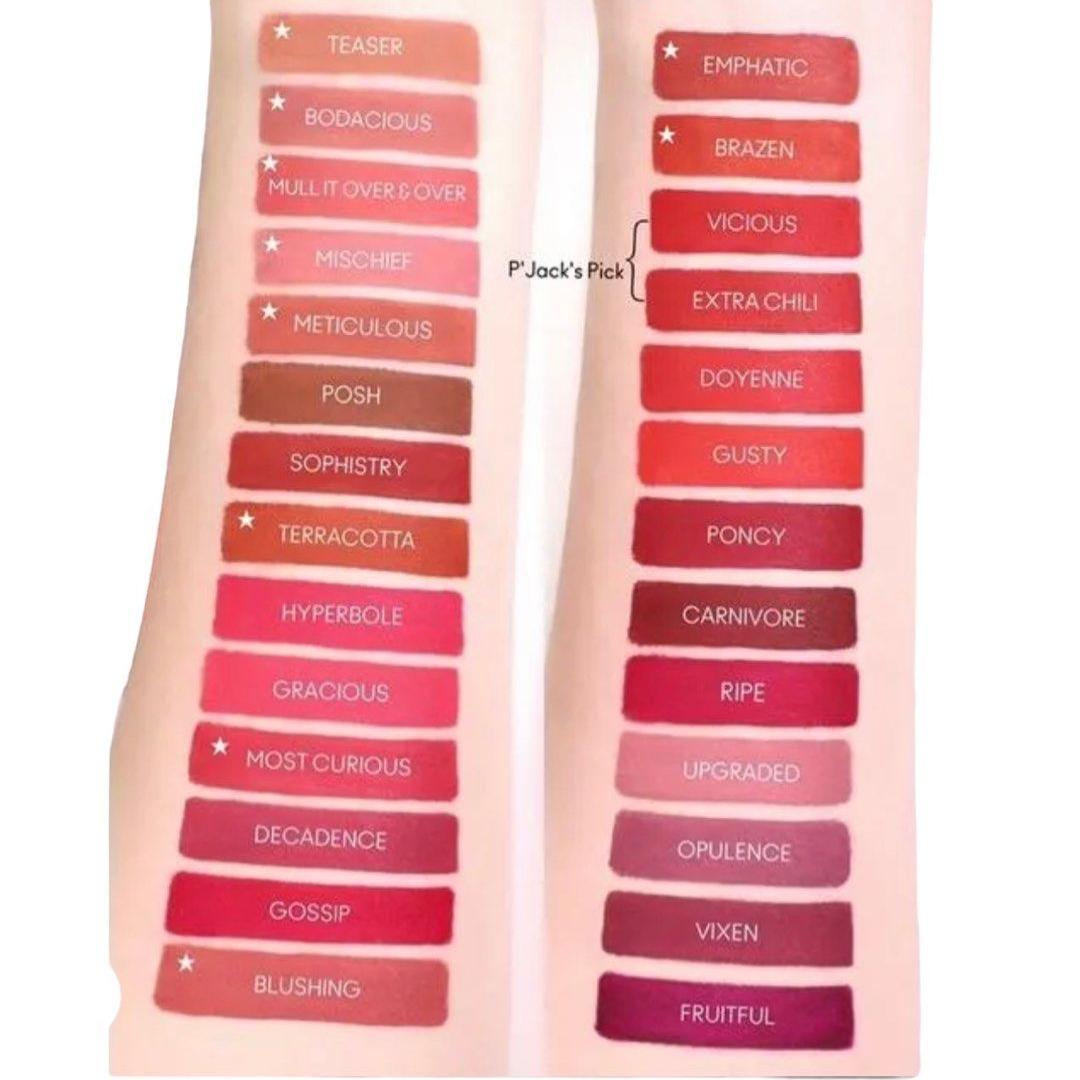 TEASER
BODACIOUS
MULL IT OVER & OVER
MISCHIEF
METICULOUS
POSH
SOPHISTRY
TERRACOTTA
HYPERBOLE
GRACIOUS
MOST CURIOUS
DECADENCE
GOSSIP
BLUSHING
EMPHATIC
BRAZEN
VICIOUS
P'Jack's Pick
EXTRA CHILI
DOYENNE
GUSTY
PONCY
CARNIVORE
RIPE
UPGRADED
OPULENCE
VIXEN
FRUITFUL